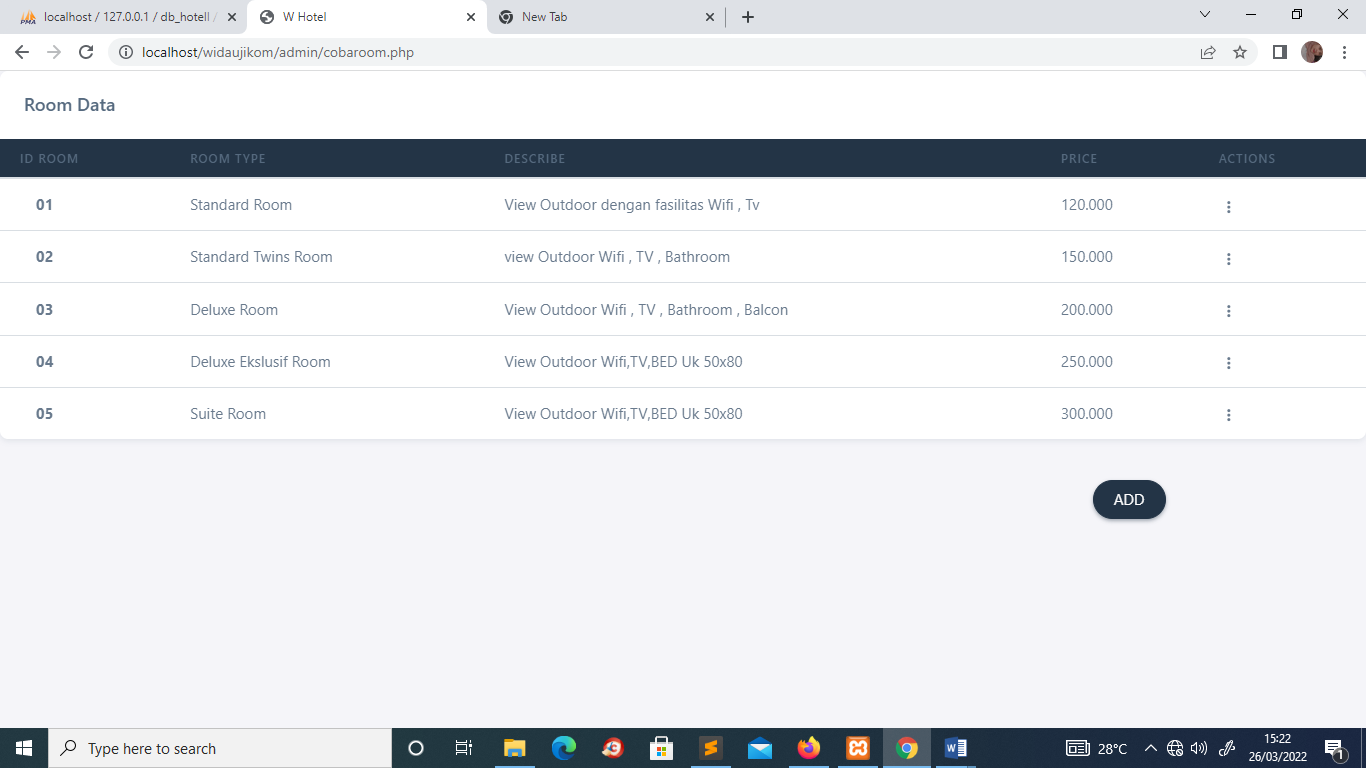 localhost / 127.0.0.1 / db_hotell /
W Hotel
New Tab
localhost/widaujikom/admin/cobaroom.php
Room Data
ID ROOM ROOM TYPE DESCRIBE PRICE ACTIONS
01 Standard Room View Outdoor dengan fasilitas Wifi , Tv 120.000
02 Standard Twins Room view Outdoor Wifi , TV , Bathroom 150.000
03 Deluxe Room View Outdoor Wifi , TV , Bathroom , Balcon 200.000
04 Deluxe Ekslusif Room View Outdoor Wifi,TV,BED Uk 50x80 250.000
05 Suite Room View Outdoor Wifi,TV,BED Uk 50x80 300.000
ADD
Type here to search
28°C
15:22
26/03/2022
1